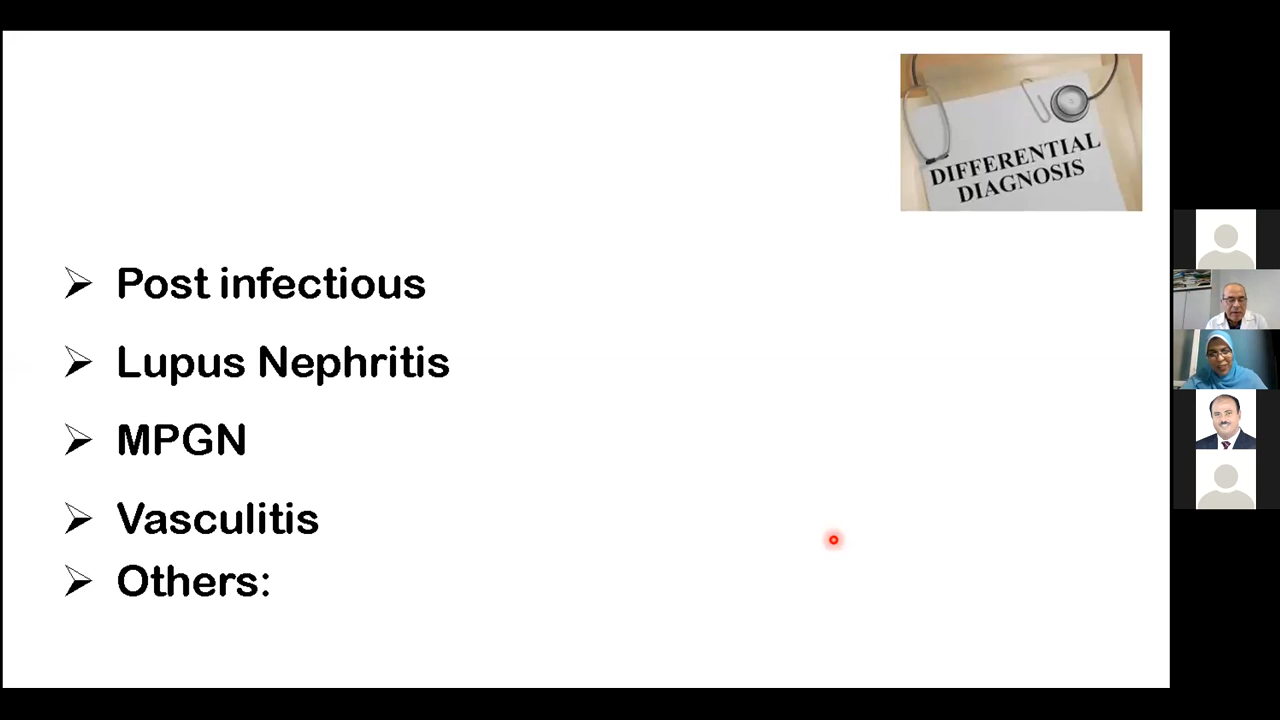 DIFFERENTIAL
DIAGNOSIS
➢ Post infectious
➢ Lupus Nephritis
➢ MPGN
➢ Vasculitis
➢ Others: